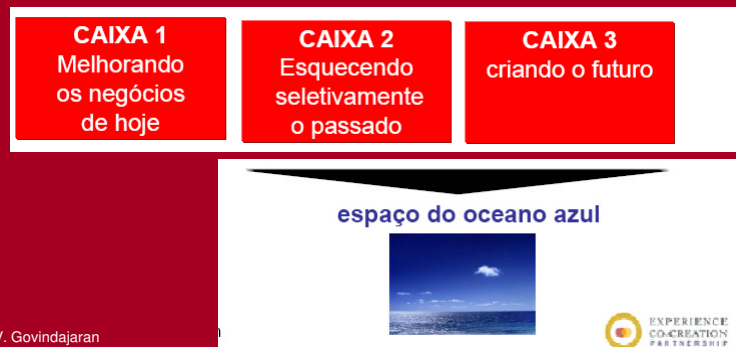 CAIXA 1
Melhorando
os negócios
de hoje
CAIXA 2
Esquecendo
seletivamente
o passado
CAIXA 3
criando o futuro
espaço do oceano azul
. Govindajaran
EXPERIENCE
CO-CREATION
PARTNERSHIP